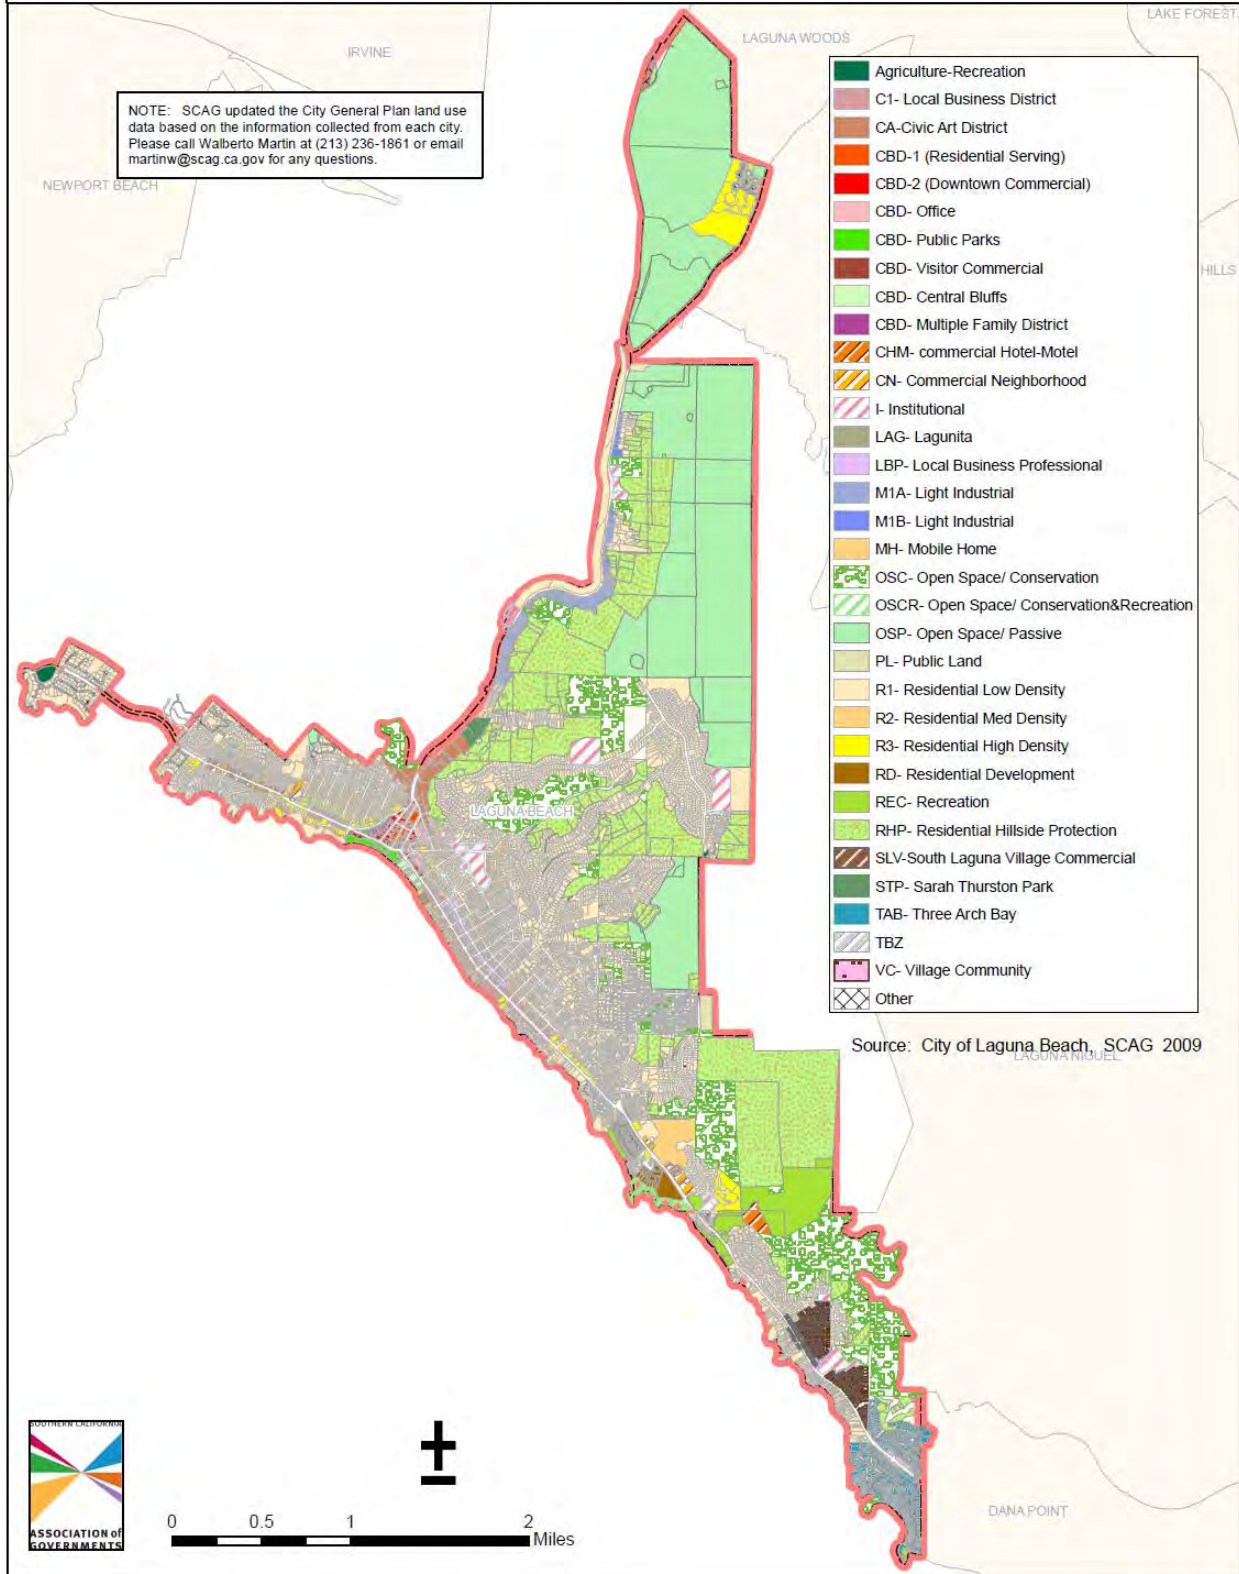 LAKE FOREST
LAGUNA WOODS
IRVINE
NOTE: SCAG updated the City General Plan land use
data based on the information collected from each city.
Please call Walberto Martin at (213) 236-1861 or email
martinw@scag.ca.gov for any questions.
NEWPORT BEACH
HILLS
Agriculture-Recreation
C1- Local Business District
CA-Civic Art District
CBD-1 (Residential Serving)
CBD-2 (Downtown Commercial)
CBD- Office
CBD- Public Parks
CBD- Visitor Commercial
CBD- Central Bluffs
CBD- Multiple Family District
CHM- commercial Hotel-Motel
CN- Commercial Neighborhood
I- Institutional
LAG- Lagunita
LBP- Local Business Professional
M1A- Light Industrial
M1B- Light Industrial
MH- Mobile Home
OSC- Open Space/ Conservation
OSCR- Open Space/ Conservation&Recreation
OSP- Open Space/ Passive
PL- Public Land
R1- Residential Low Density
R2- Residential Med Density
R3- Residential High Density
RD- Residential Development
REC- Recreation
RHP- Residential Hillside Protection
SLV-South Laguna Village Commercial
STP- Sarah Thurston Park
TAB- Three Arch Bay
TBZ
VC- Village Community
Other
LAGUNA BEACH
Source: City of Laguna Beach, SCAG 2009
LAGUNA NIGUEL
SOUTHERN CALIFORNIA
ASSOCIATION of
GOVERNMENTS
0 0.5 1 2
Miles
DANA POINT